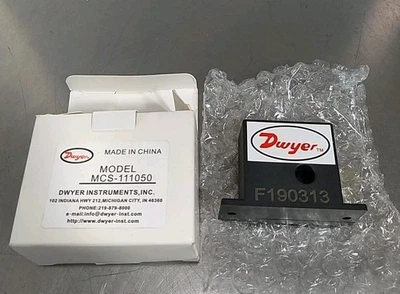 MADE IN CHINA
Dwyer
MODEL
MCS-111050
DWYER INSTRUMENTS,INC.
102 INDIANA HWY 212,MICHIGAN CITY, IN 46360
PHONE:219-879-8000
e-mail:info@dwyer-inst.com
http://www.dwyer-inst.com
Dwyer TM
F190313